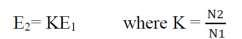 E₂= KE₁ where K = N2/N1